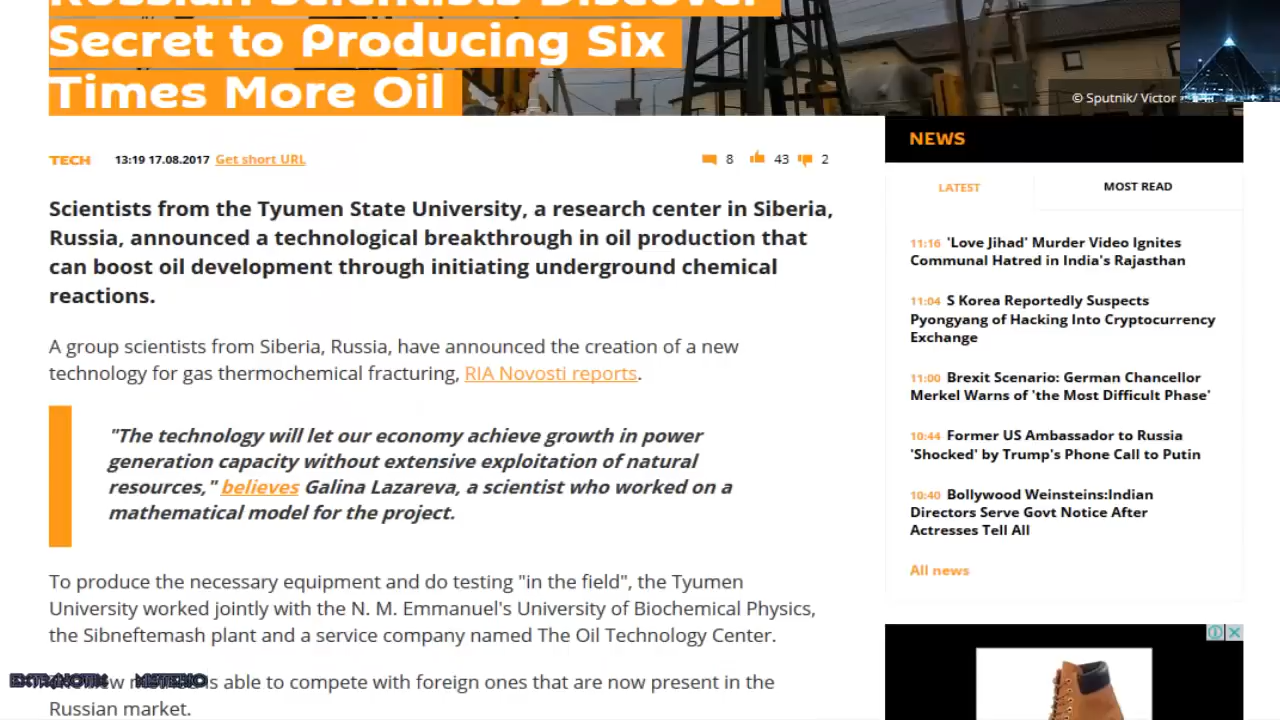 Russian Scientists Discover
Secret to Producing Six
Times More Oil
© Sputnik/ Victor
TECH 13:19 17.08.2017 Get short URL
8 43 2
Scientists from the Tyumen State University, a research center in Siberia,
Russia, announced a technological breakthrough in oil production that
can boost oil development through initiating underground chemical
reactions.
A group scientists from Siberia, Russia, have announced the creation of a new
technology for gas thermochemical fracturing, RIA Novosti reports.
"The technology will let our economy achieve growth in power
generation capacity without extensive exploitation of natural
resources," believes Galina Lazareva, a scientist who worked on a
mathematical model for the project.
To produce the necessary equipment and do testing "in the field", the Tyumen
University worked jointly with the N. M. Emmanuel's University of Biochemical Physics,
the Sibneftemash plant and a service company named The Oil Technology Center.
is able to compete with foreign ones that are now present in the
Russian market.
NEWS
LATEST MOST READ
11:16 'Love Jihad' Murder Video Ignites
Communal Hatred in India's Rajasthan
11:04 S Korea Reportedly Suspects
Pyongyang of Hacking Into Cryptocurrency
Exchange
11:00 Brexit Scenario: German Chancellor
Merkel Warns of 'the Most Difficult Phase'
10:44 Former US Ambassador to Russia
'Shocked' by Trump's Phone Call to Putin
10:40 Bollywood Weinsteins:Indian
Directors Serve Govt Notice After
Actresses Tell All
All news